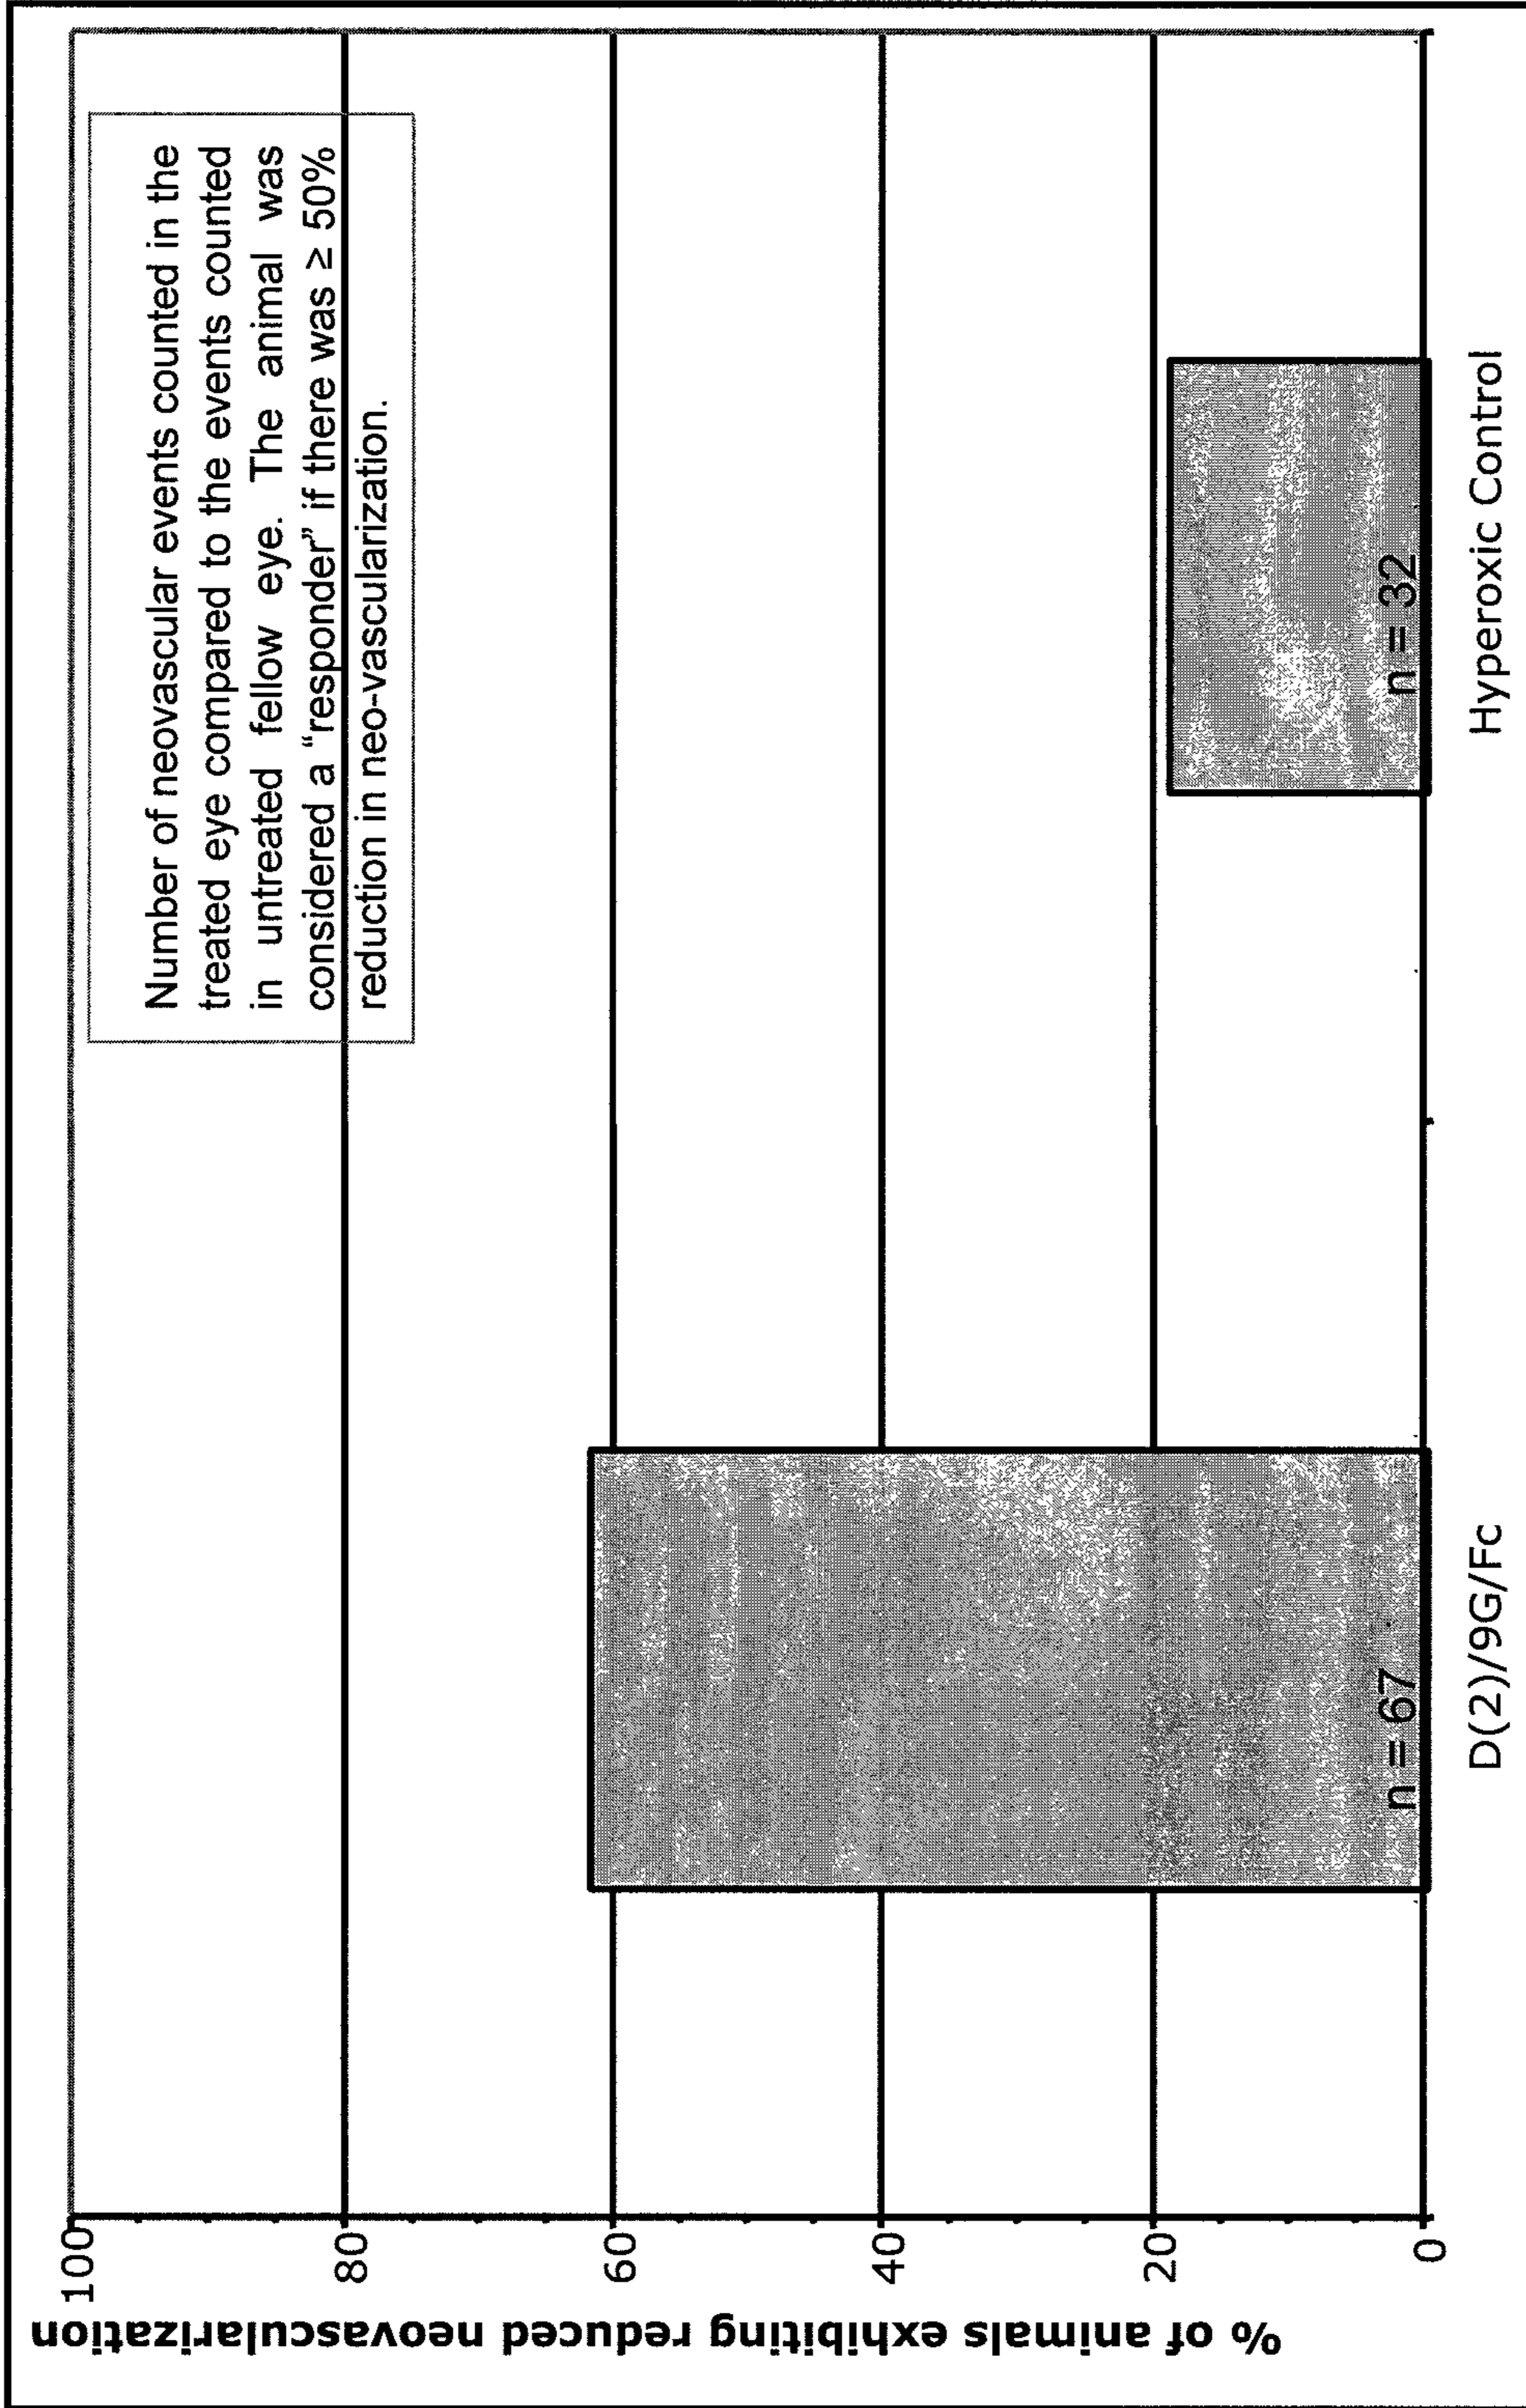 % of animals exhibiting reduced neovascularization
100
80
60
40
20
0
Number of neovascular events counted in the
treated eye compared to the events counted
in untreated fellow eye. The animal was
considered a “responder” if there was ≥ 50%
reduction in neo-vascularization.
n = 67
n = 32
D(2)/9G/Fc
Hyperoxic Control